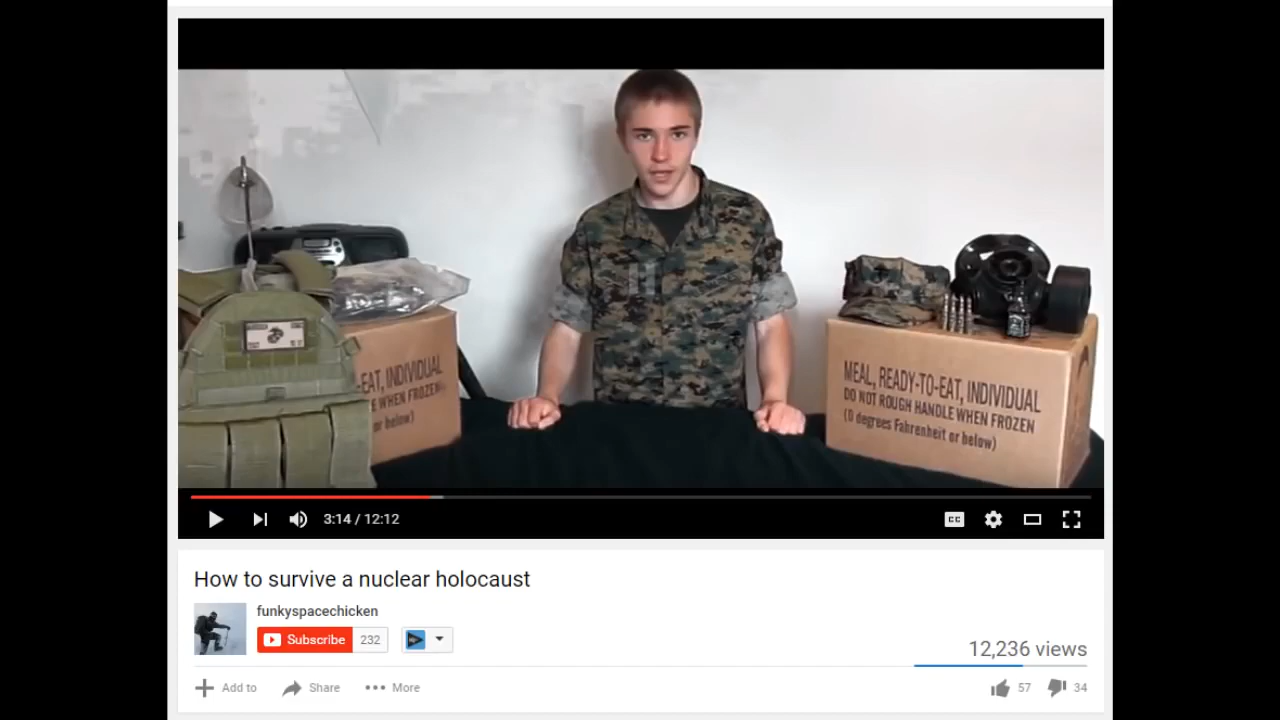 EAT, INDIVIDUAL
E WHEN FROZEN
or below)
MEAL, READY-TO-EAT, INDIVIDUAL
DO NOT ROUGH HANDLE WHEN FROZEN
(0 degrees Fahrenheit or below)
3:14 / 12:12
CC
How to survive a nuclear holocaust
funkyspacechicken
Subscribe 232
12,236 views
Add to Share More 57 34